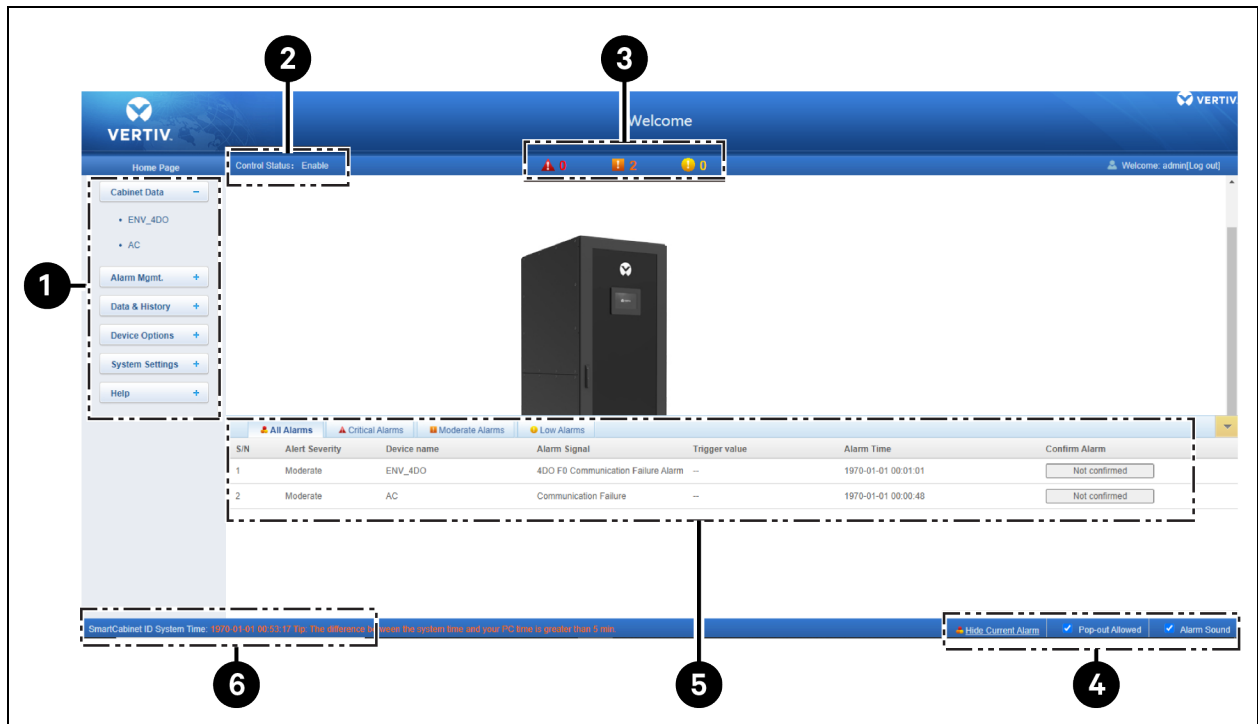 2
3
VERTIV.
Welcome
VERTIV
Home Page
Control Status: Enable
0
2
0
Welcome: admin[Log out]
1
Cabinet Data −
• ENV_4DO
• AC
Alarm Mgmt. +
Data & History +
Device Options +
System Settings +
Help +
All Alarms
Critical Alarms
Moderate Alarms
Low Alarms
S/N Alert Severity Device name Alarm Signal Trigger value Alarm Time Confirm Alarm
1 Moderate ENV_4DO 4DO F0 Communication Failure Alarm -- 1970-01-01 00:01:01 Not confirmed
2 Moderate AC Communication Failure -- 1970-01-01 00:00:48 Not confirmed
SmartCabinet ID System Time: 1970-01-01 00:53:17 Tip: The difference between the system time and your PC time is greater than 5 min.
Hide Current Alarm
Pop-out Allowed
Alarm Sound
6
5
4